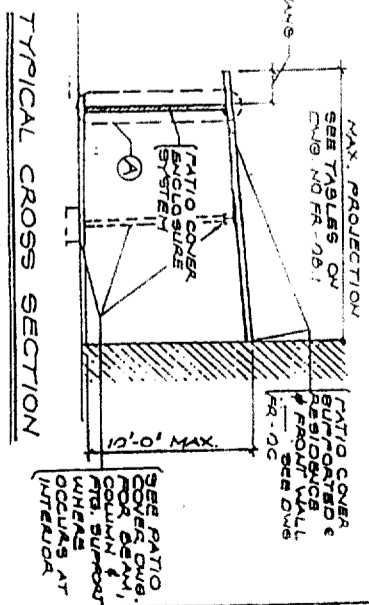 MAX. PROJECTION
SEE TABLES ON
DWG NO FR-08!
PATIO COVER
SUPPORTED @
RESIDENCE
& FRONT WALL
SEE DWG
FR-0C
PATIO COVER
ENCLOSURE
SYSTEM
A
10'-0" MAX.
SEE PATIO
COVER DWG.
FOR BEAM,
COLUMN &
FTG. SUPPORT
WHERE
OCCURS AT
INTERIOR
TYPICAL CROSS SECTION